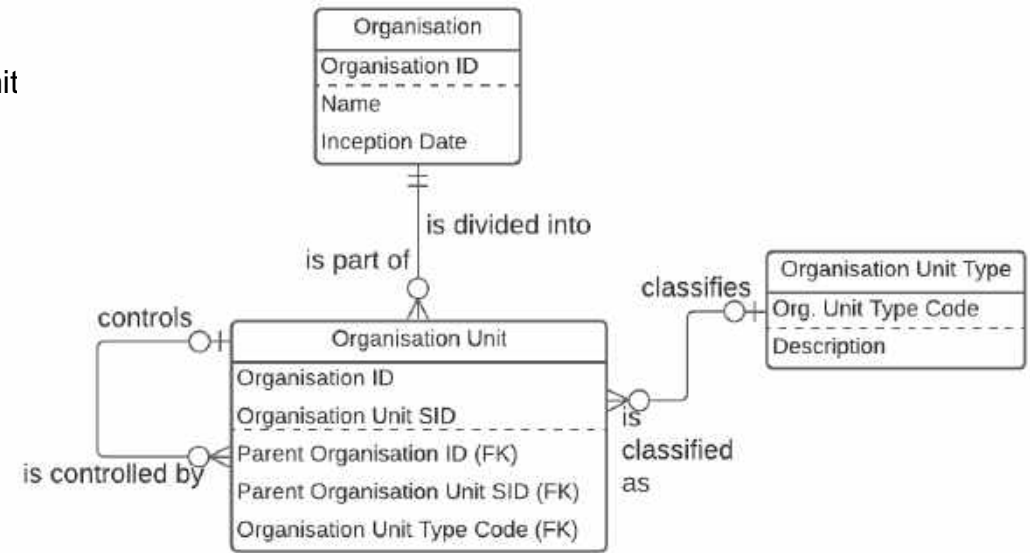 Organisation
Organisation ID
Name
Inception Date
is divided into
is part of
classifies
Organisation Unit Type
Org. Unit Type Code
Description
controls
is controlled by
Organisation Unit
Organisation ID
Organisation Unit SID
Parent Organisation ID (FK)
Parent Organisation Unit SID (FK)
Organisation Unit Type Code (FK)
is
classified
as